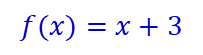 f(x) = x + 3